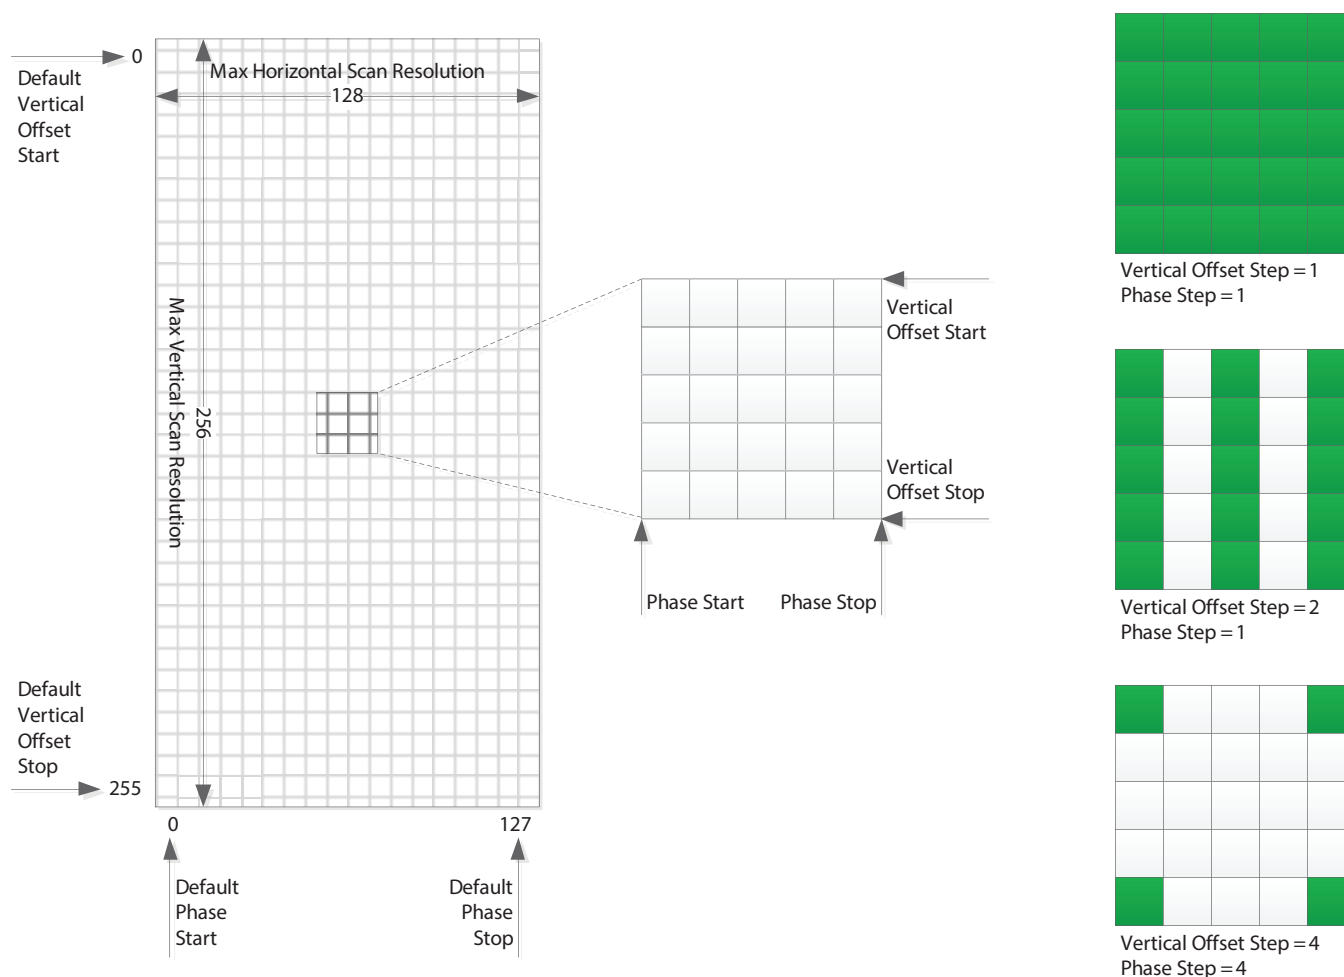 0
Default
Vertical
Offset
Start
Max Horizontal Scan Resolution
128
Max Vertical Scan Resolution
256
Default
Vertical
Offset
Stop
255
0
127
Default
Phase
Start
Default
Phase
Stop
Vertical
Offset Start
Vertical
Offset Stop
Phase Start
Phase Stop
Vertical Offset Step = 1
Phase Step = 1
Vertical Offset Step = 2
Phase Step = 1
Vertical Offset Step = 4
Phase Step = 4